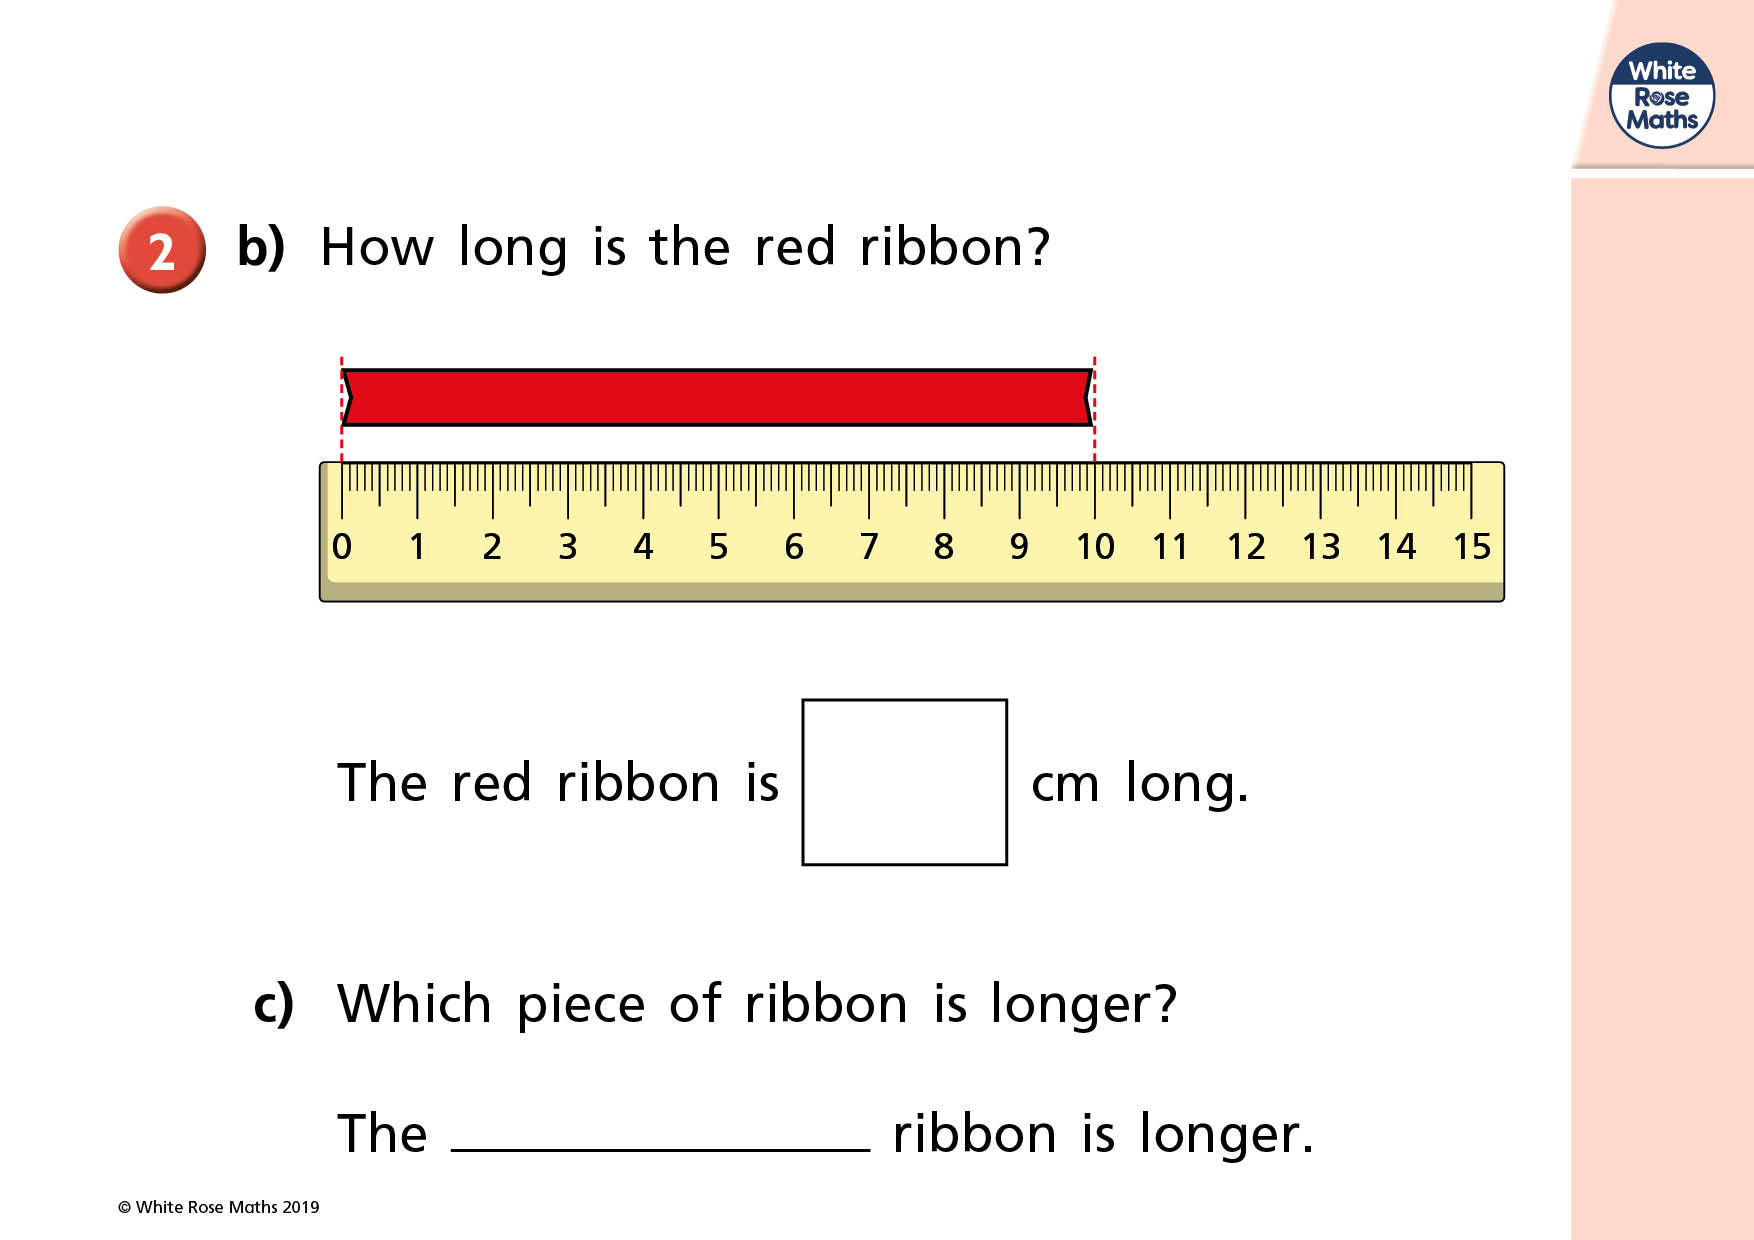 White
Rose
Maths
2 b) How long is the red ribbon?
0 1 2 3 4 5 6 7 8 9 10 11 12 13 14 15
The red ribbon is cm long.
c) Which piece of ribbon is longer?
The ribbon is longer.
© White Rose Maths 2019